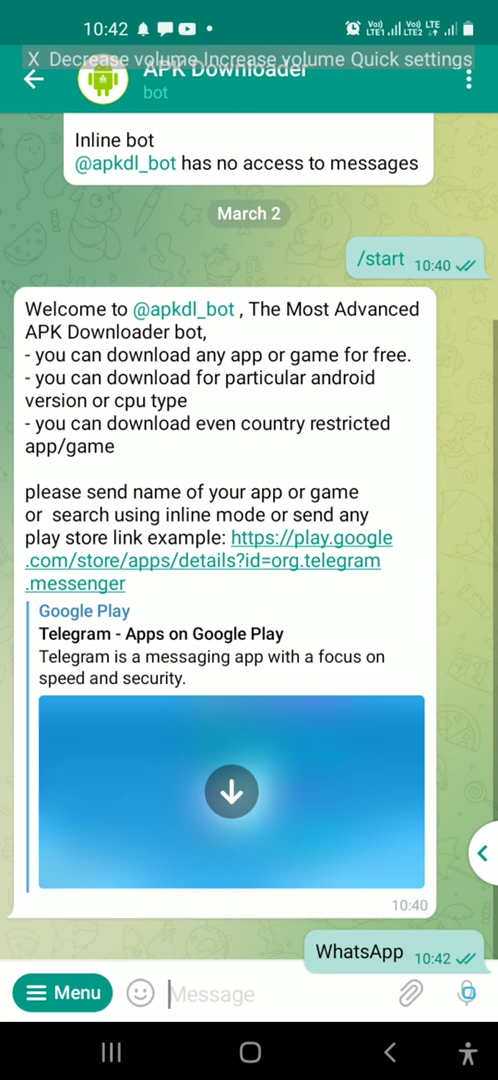 10:42
Vo)) LTE1 Vo)) LTE2 LTE
X Decrease volume Increase volume Quick settings
APK Downloader
bot
Inline bot
@apkdl_bot has no access to messages
March 2
/start 10:40
Welcome to @apkdl_bot , The Most Advanced
APK Downloader bot,
- you can download any app or game for free.
- you can download for particular android
version or cpu type
- you can download even country restricted
app/game
please send name of your app or game
or search using inline mode or send any
play store link example: https://play.google
.com/store/apps/details?id=org.telegram
.messenger
Google Play
Telegram - Apps on Google Play
Telegram is a messaging app with a focus on
speed and security.
10:40
WhatsApp 10:42
Menu
Message